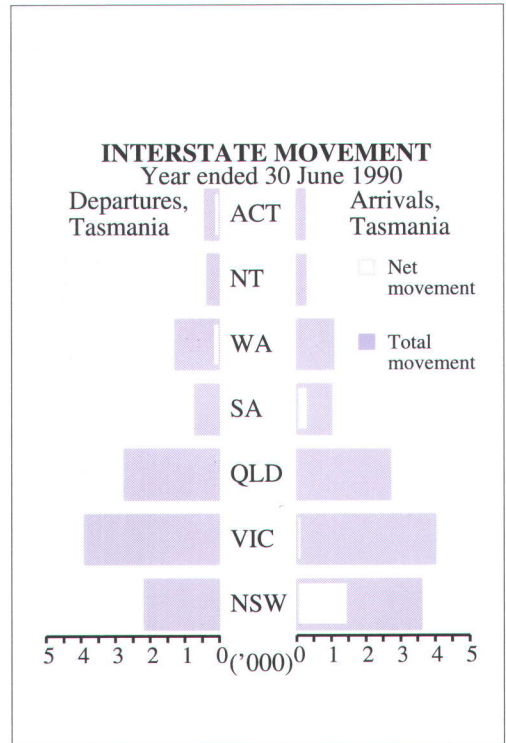 INTERSTATE MOVEMENT
Year ended 30 June 1990
Departures,
Tasmania
Arrivals,
Tasmania
ACT
Net
movement
NT
Total
movement
WA
SA
QLD
VIC
NSW
5 4 3 2 1 0 ('000) 0 1 2 3 4 5